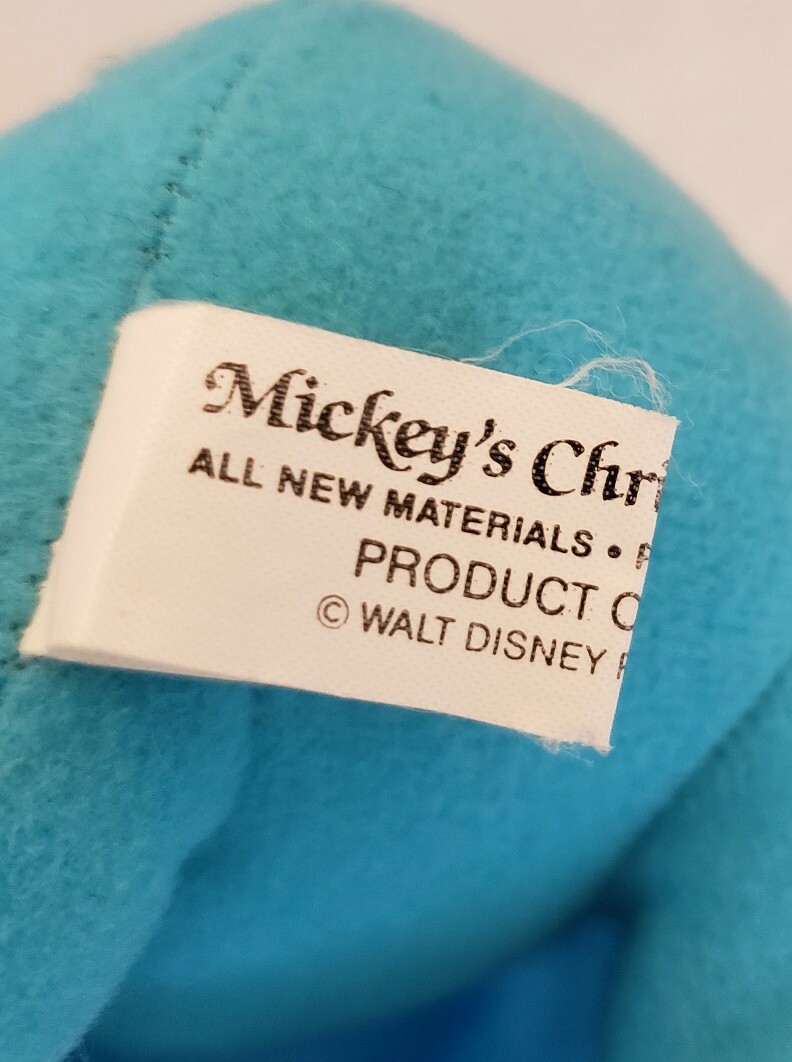 Mickey's Chri
ALL NEW MATERIALS •
PRODUCT
© WALT DISNEY